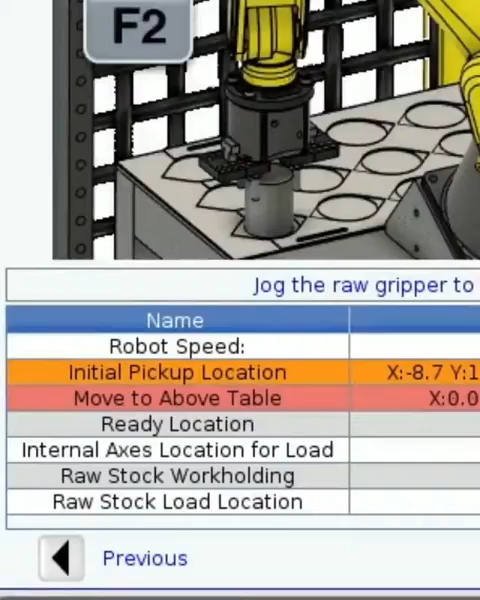 F2
Jog the raw gripper to
Name
Robot Speed:
Initial Pickup Location X:-8.7 Y:1
Move to Above Table X:0.0
Ready Location
Internal Axes Location for Load
Raw Stock Workholding
Raw Stock Load Location
Previous